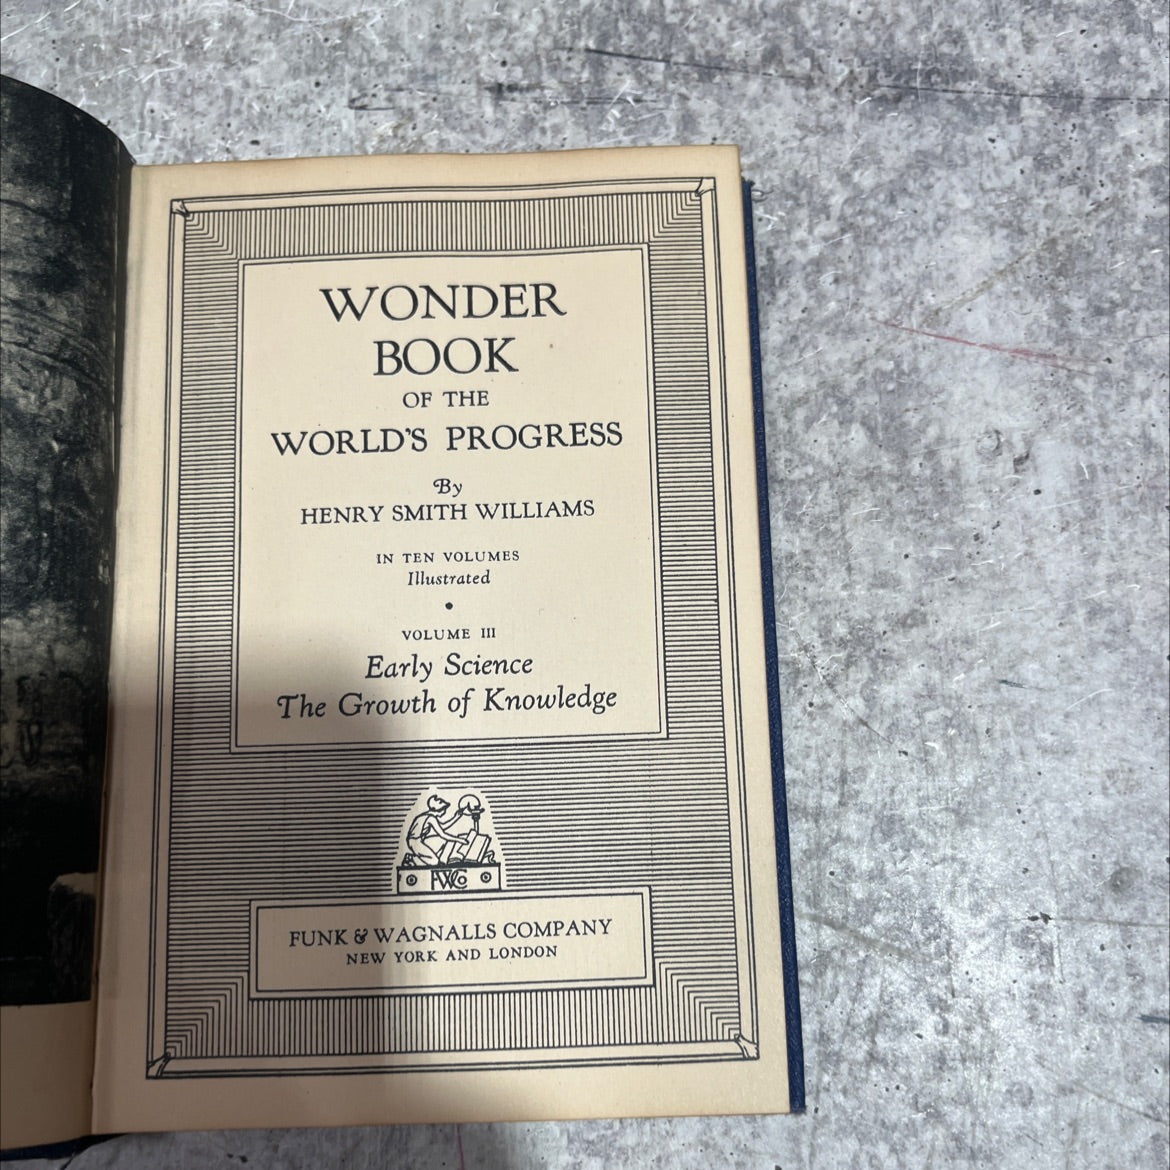 WONDER
BOOK
OF THE
WORLD'S PROGRESS
By
HENRY SMITH WILLIAMS
IN TEN VOLUMES
Illustrated
•
VOLUME III
Early Science
The Growth of Knowledge
FWCo
FUNK & WAGNALLS COMPANY
NEW YORK AND LONDON